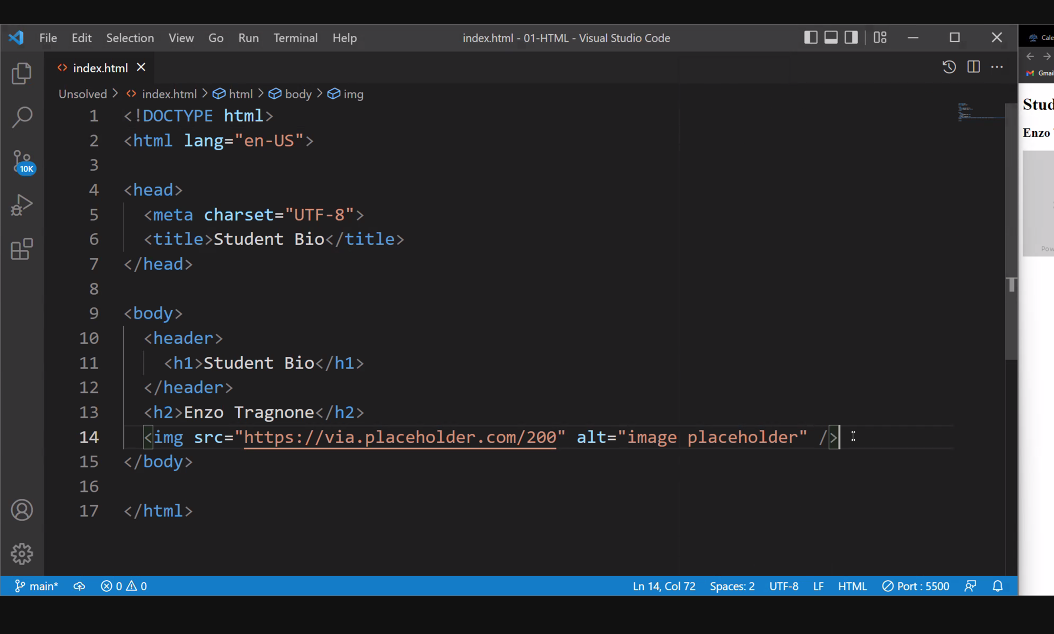 File Edit Selection View Go Run Terminal Help index.html - 01-HTML - Visual Studio Code
index.html
Unsolved > index.html > html > body > img
1 <!DOCTYPE html>
2 <html lang="en-US">
3
4 <head>
5 <meta charset="UTF-8">
6 <title>Student Bio</title>
7 </head>
8
9 <body>
10 <header>
11 <h1>Student Bio</h1>
12 </header>
13 <h2>Enzo Tragnone</h2>
14 <img src="https://via.placeholder.com/200" alt="image placeholder" />
15 </body>
16
17 </html>
10K
main* 0 0 Ln 14, Col 72 Spaces: 2 UTF-8 LF HTML Port : 5500
Cale
Gmai
Stud
Enzo
Pow